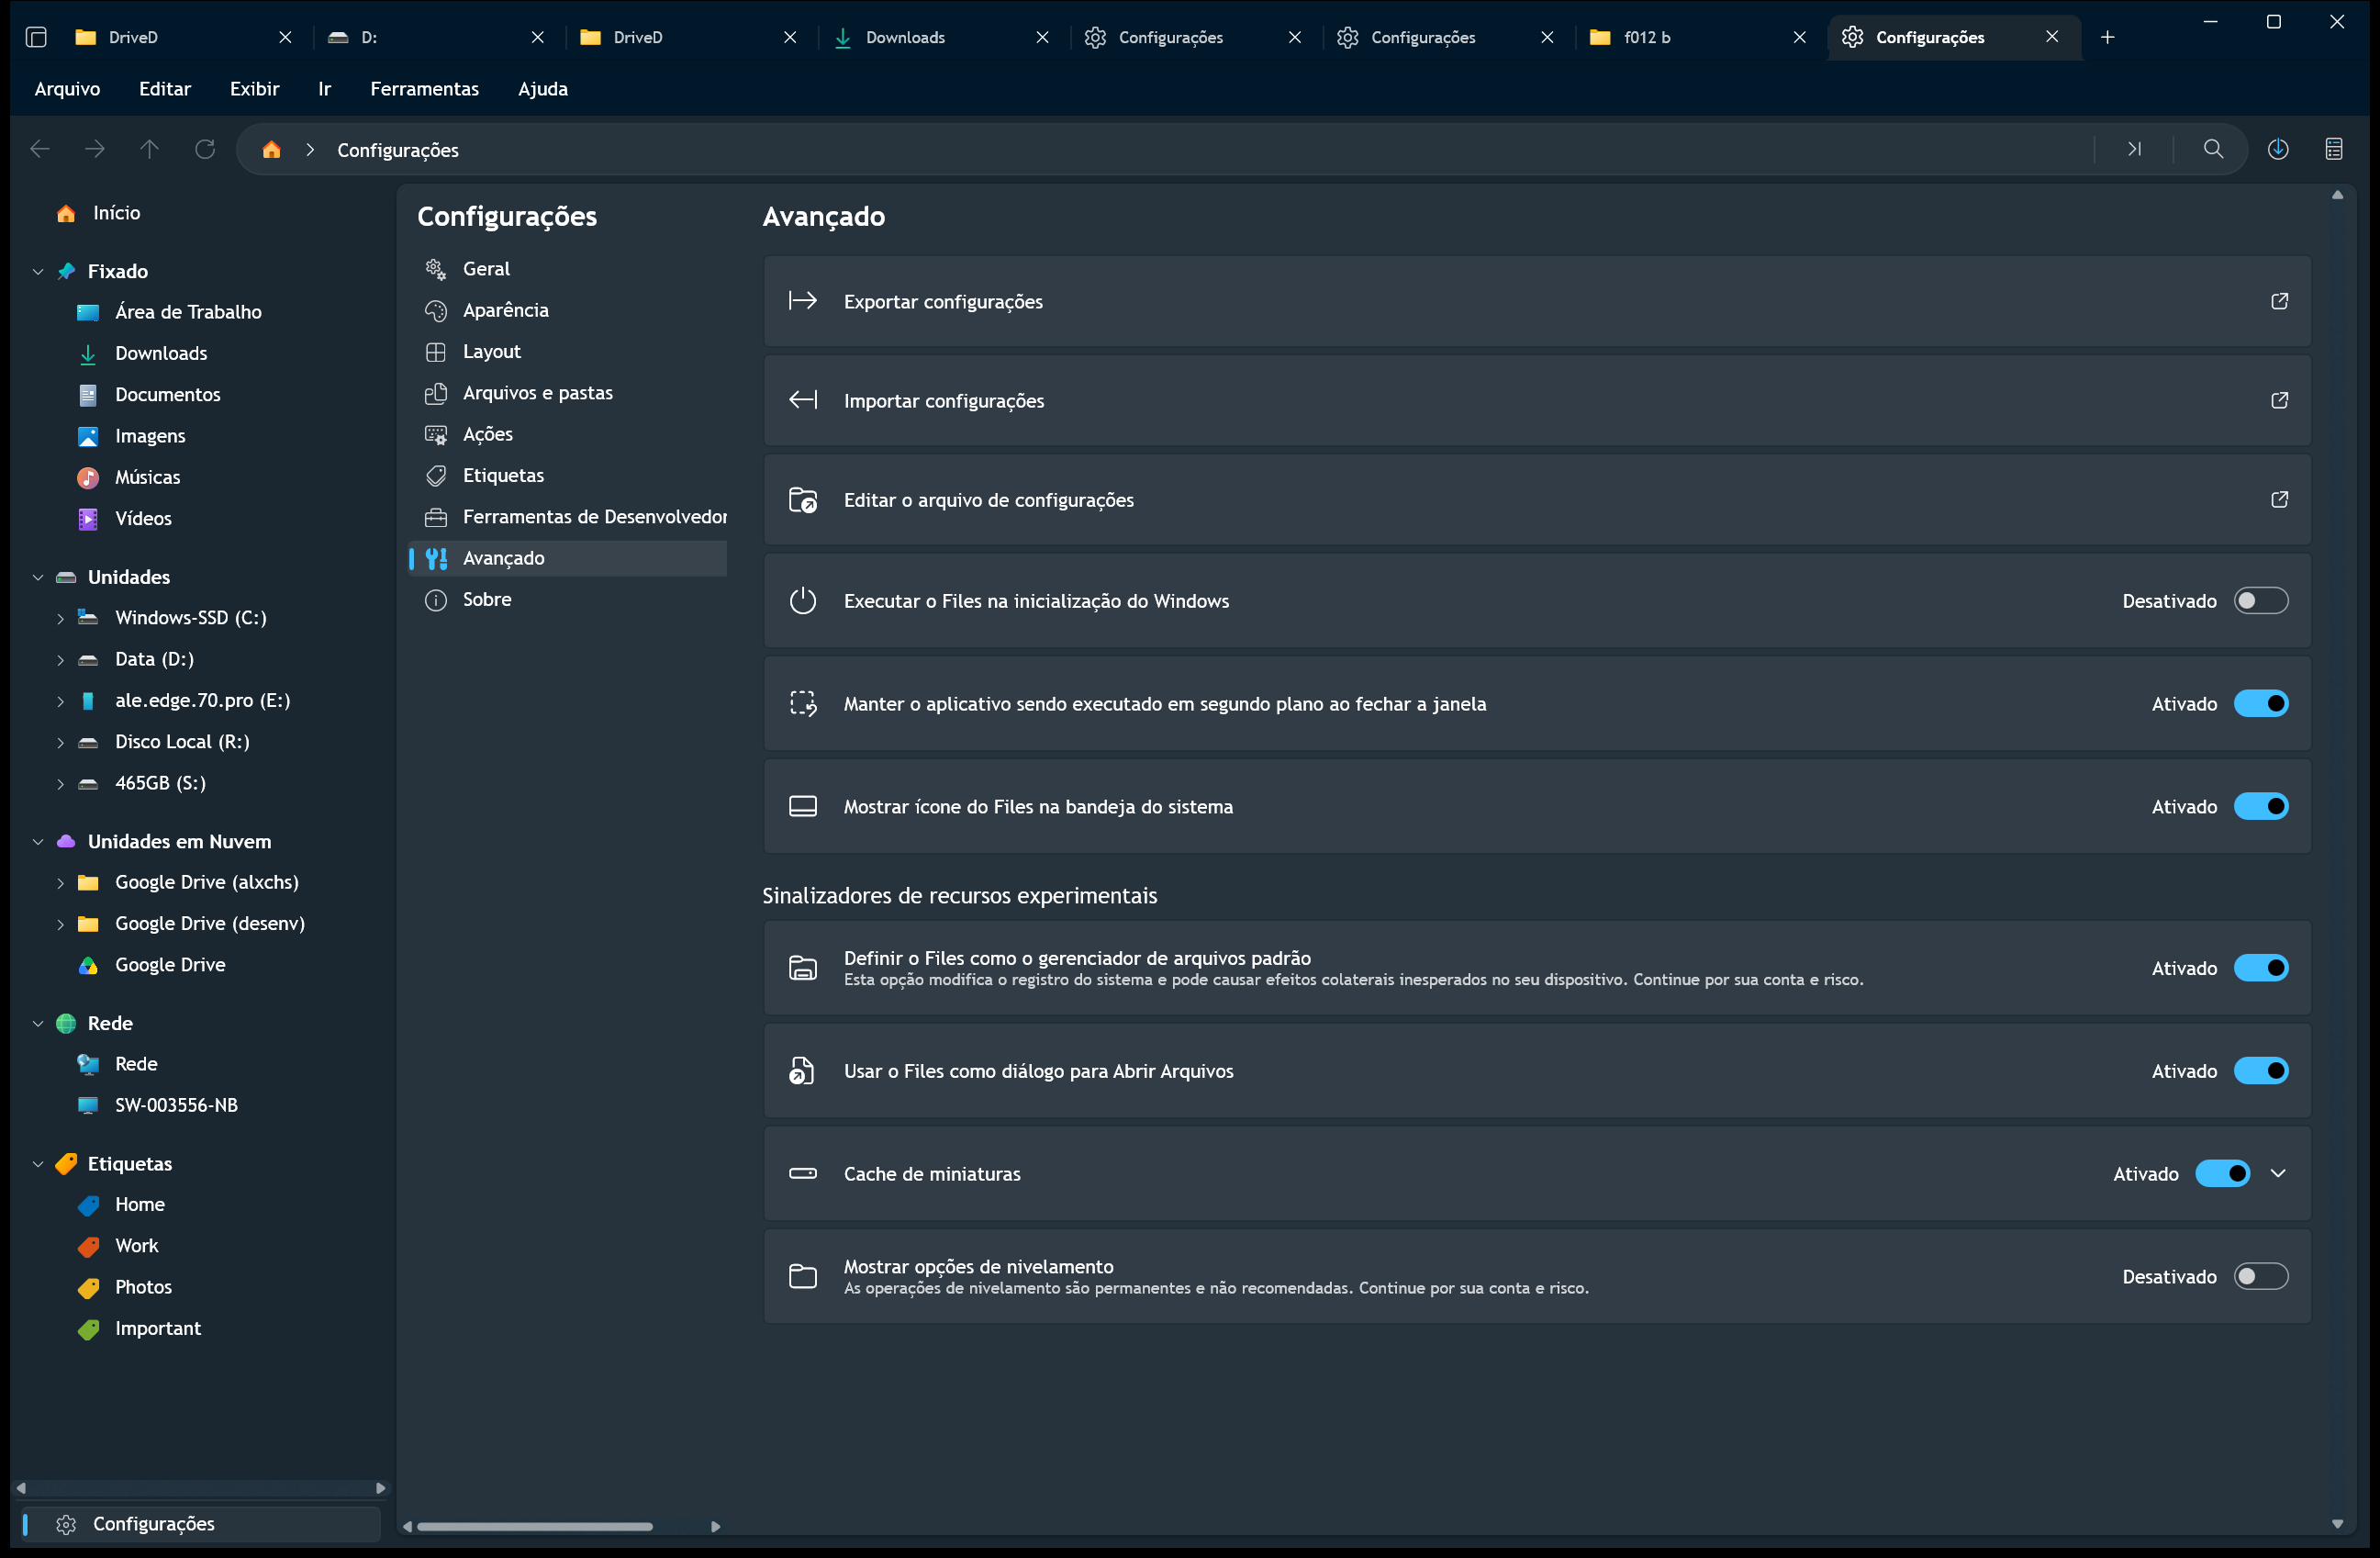 DriveD
D:
DriveD
Downloads
Configurações
Configurações
f012 b
Configurações
Arquivo
Editar
Exibir
Ir
Ferramentas
Ajuda
Configurações
Início
Fixado
Área de Trabalho
Downloads
Documentos
Imagens
Músicas
Vídeos
Unidades
Windows-SSD (C:)
Data (D:)
ale.edge.70.pro (E:)
Disco Local (R:)
465GB (S:)
Unidades em Nuvem
Google Drive (alxchs)
Google Drive (desenv)
Google Drive
Rede
Rede
SW-003556-NB
Etiquetas
Home
Work
Photos
Important
Configurações
Configurações
Geral
Aparência
Layout
Arquivos e pastas
Ações
Etiquetas
Ferramentas de Desenvolvedor
Avançado
Sobre
Avançado
Exportar configurações
Importar configurações
Editar o arquivo de configurações
Executar o Files na inicialização do Windows
Desativado
Manter o aplicativo sendo executado em segundo plano ao fechar a janela
Ativado
Mostrar ícone do Files na bandeja do sistema
Ativado
Sinalizadores de recursos experimentais
Definir o Files como o gerenciador de arquivos padrão
Esta opção modifica o registro do sistema e pode causar efeitos colaterais inesperados no seu dispositivo. Continue por sua conta e risco.
Ativado
Usar o Files como diálogo para Abrir Arquivos
Ativado
Cache de miniaturas
Ativado
Mostrar opções de nivelamento
As operações de nivelamento são permanentes e não recomendadas. Continue por sua conta e risco.
Desativado